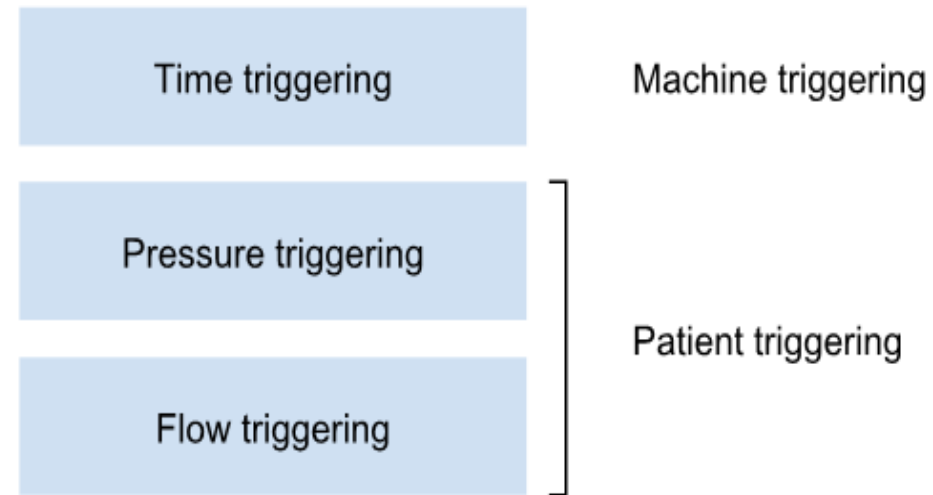 Time triggering
Machine triggering
Pressure triggering
Patient triggering
Flow triggering